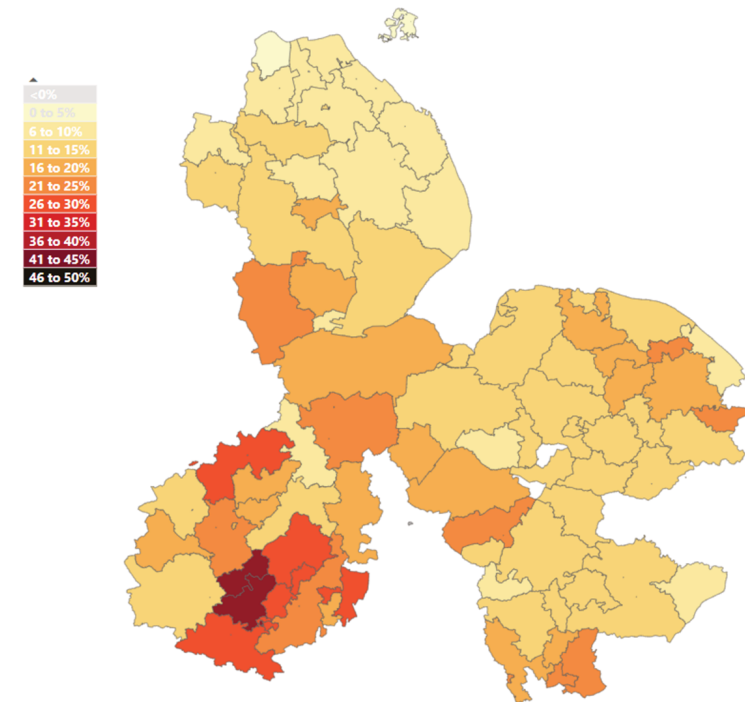 <0%
0 to 5%
6 to 10%
11 to 15%
16 to 20%
21 to 25%
26 to 30%
31 to 35%
36 to 40%
41 to 45%
46 to 50%